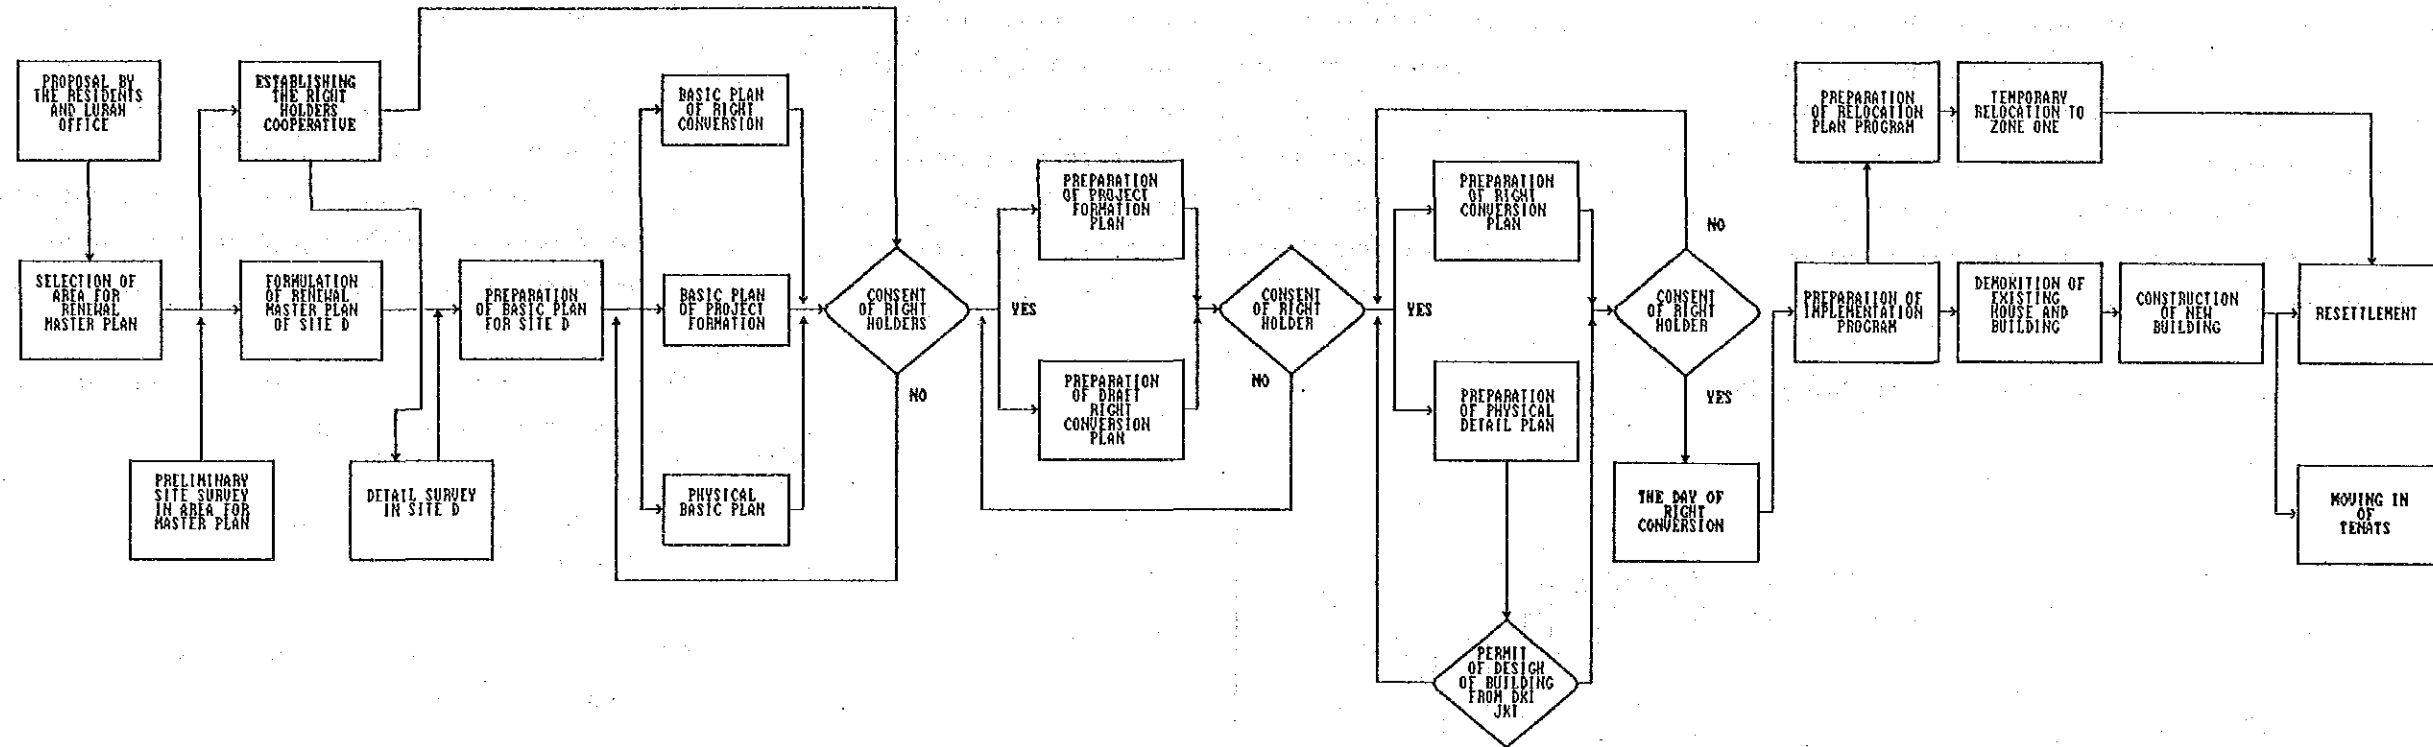 PROPOSAL BY
THE RESIDENTS
AND LURAH
OFFICE
ESTABLISHING
THE RIGHT
HOLDERS
COOPERATIVE
SELECTION OF
AREA FOR
RENEWAL
MASTER PLAN
FORMULATION
OF RENEWAL
MASTER PLAN
OF SITE D
PRELIMINARY
SITE SURVEY
IN AREA FOR
MASTER PLAN
DETAIL SURVEY
IN SITE D
PREPARATION
OF BASIC PLAN
FOR SITE D
BASIC PLAN
OF RIGHT
CONVERSION
BASIC PLAN
OF PROJECT
FORMATION
PHYSICAL
BASIC PLAN
CONSENT
OF RIGHT
HOLDERS
YES
NO
PREPARATION
OF PROJECT
FORMATION
PLAN
PREPARATION
OF DRAFT
RIGHT
CONVERSION
PLAN
CONSENT
OF RIGHT
HOLDER
YES
NO
PREPARATION
OF RIGHT
CONVERSION
PLAN
PREPARATION
OF PHYSICAL
DETAIL PLAN
PERMIT
OF DESIGN
OF BUILDING
FROM DKI
JKT
CONSENT
OF RIGHT
HOLDER
NO
YES
THE DAY OF
RIGHT
CONVERSION
PREPARATION
OF RELOCATION
PLAN PROGRAM
TEMPORARY
RELOCATION TO
ZONE ONE
PREPARATION OF
IMPLEMENTATION
PROGRAM
DEMOKITION OF
EXISTING
HOUSE AND
BUILDING
CONSTRUCTION
OF NEW
BUILDING
RESETTLEMENT
MOVING IN
OF
TENATS